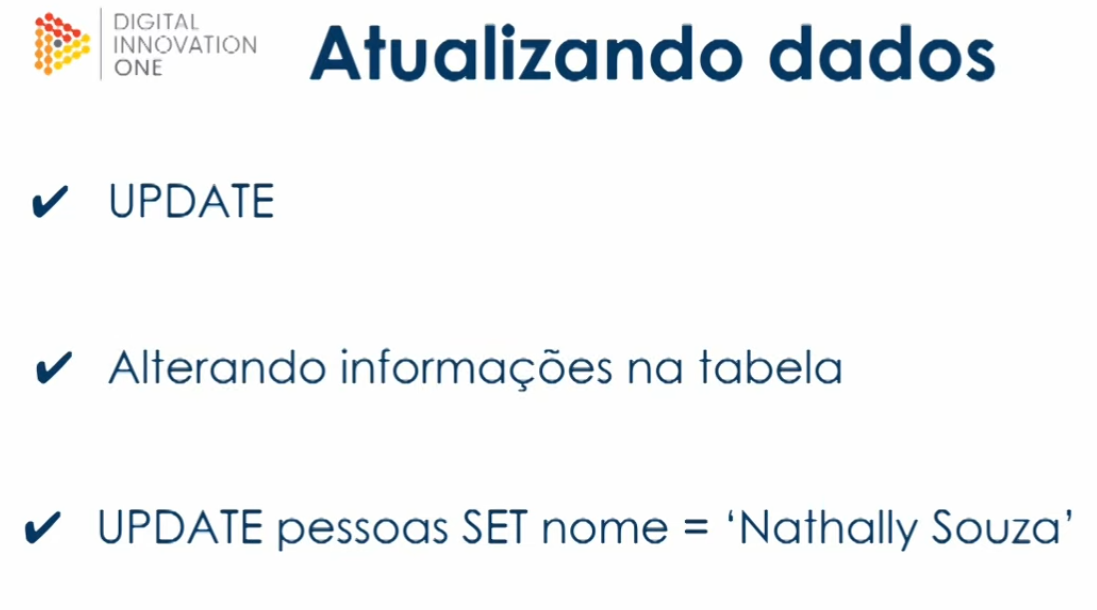 DIGITAL
INNOVATION
ONE
Atualizando dados
✔ UPDATE
✔ Alterando informações na tabela
✔ UPDATE pessoas SET nome = ‘Nathally Souza’